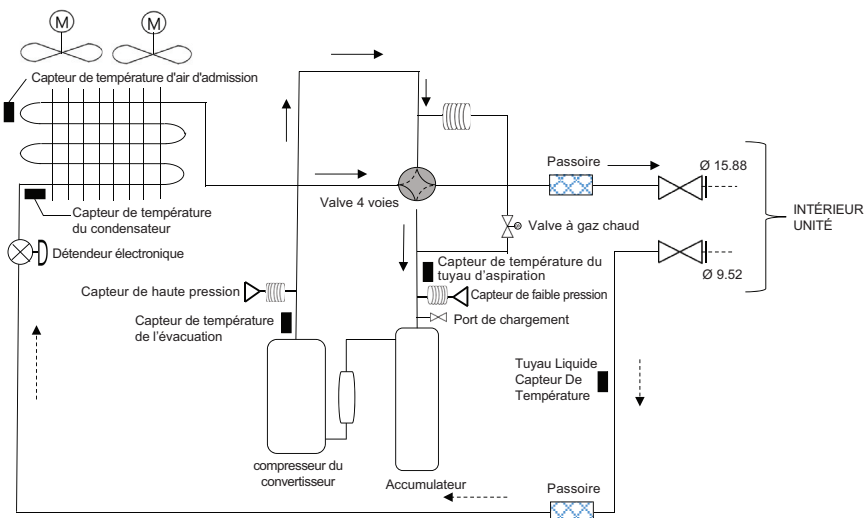 M
M
Capteur de température d'air d'admission
Passoire
Ø 15.88
Valve 4 voies
Capteur de température
du condensateur
INTÉRIEUR
UNITÉ
Valve à gaz chaud
Détendeur électronique
Capteur de température du
tuyau d'aspiration
Ø 9.52
Capteur de haute pression
Capteur de faible pression
Capteur de température
de l'évacuation
Port de chargement
Tuyau Liquide
Capteur De
Température
compresseur du
convertisseur
Accumulateur
Passoire